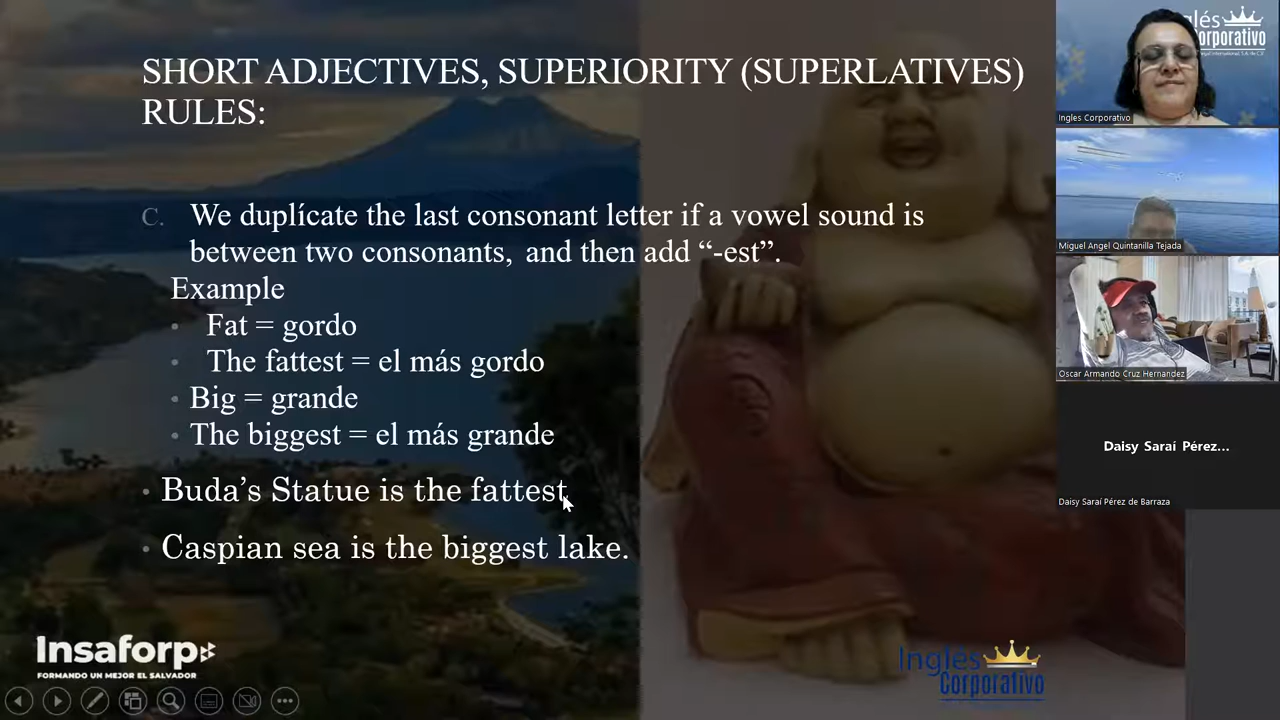 SHORT ADJECTIVES, SUPERIORITY (SUPERLATIVES)
RULES:
C. We duplícate the last consonant letter if a vowel sound is
between two consonants, and then add “-est”.
Example
• Fat = gordo
• The fattest = el más gordo
• Big = grande
• The biggest = el más grande
• Buda’s Statue is the fattest
• Caspian sea is the biggest lake.
Insaforp
FORMANDO UN MEJOR EL SALVADOR
Inglés
Corporativo
glés
orporativo
Ingles Corporativo
Miguel Angel Quintanilla Tejada
Oscar Armando Cruz Hernandez
Daisy Saraí Pérez...
Daisy Saraí Pérez de Barraza